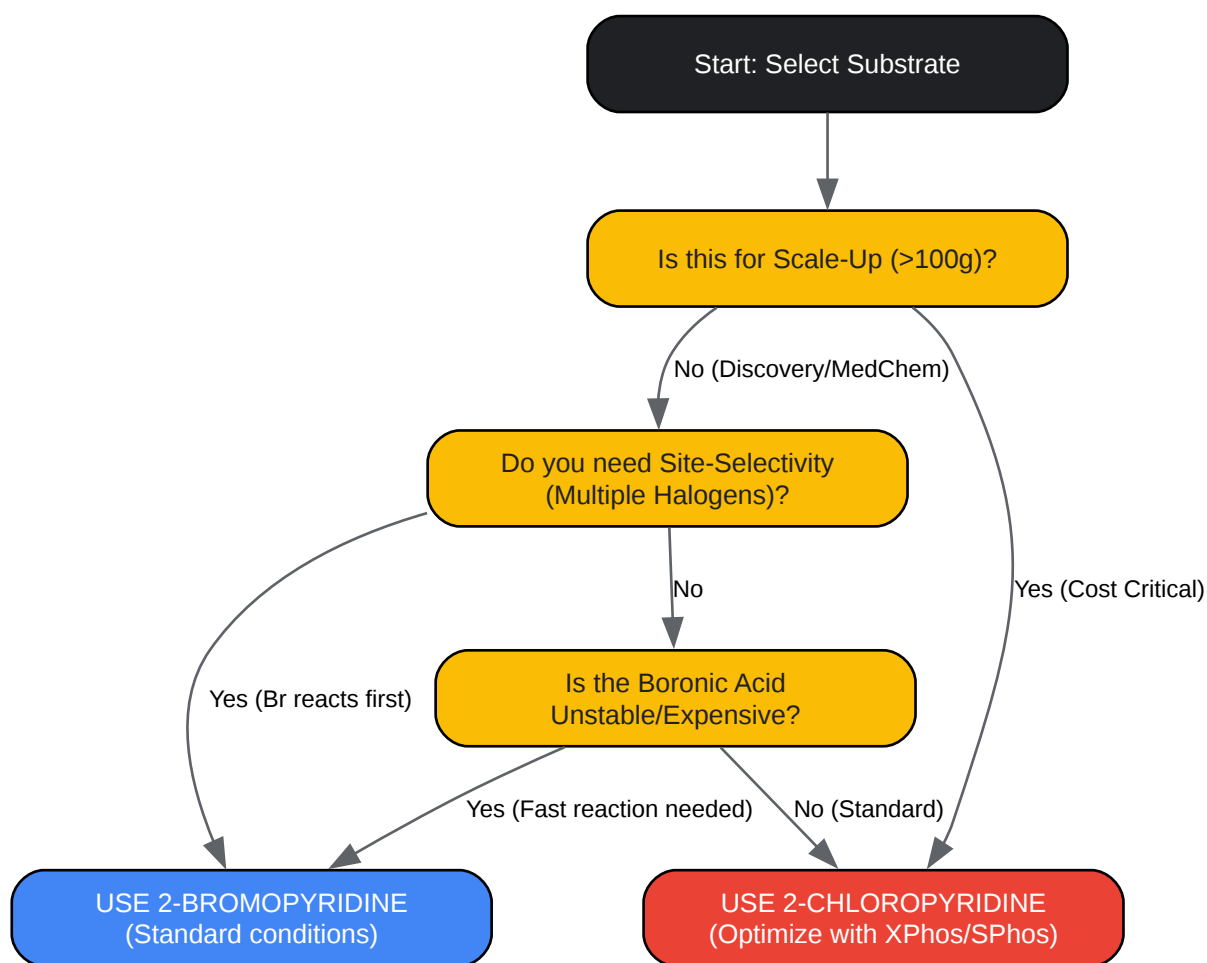 Start: Select Substrate
Is this for Scale-Up (>100g)?
No (Discovery/MedChem)
Do you need Site-Selectivity
(Multiple Halogens)?
Yes (Cost Critical)
No
Is the Boronic Acid
Unstable/Expensive?
Yes (Br reacts first)
Yes (Fast reaction needed)
No (Standard)
USE 2-BROMOPYRIDINE
(Standard conditions)
USE 2-CHLOROPYRIDINE
(Optimize with XPhos/SPhos)